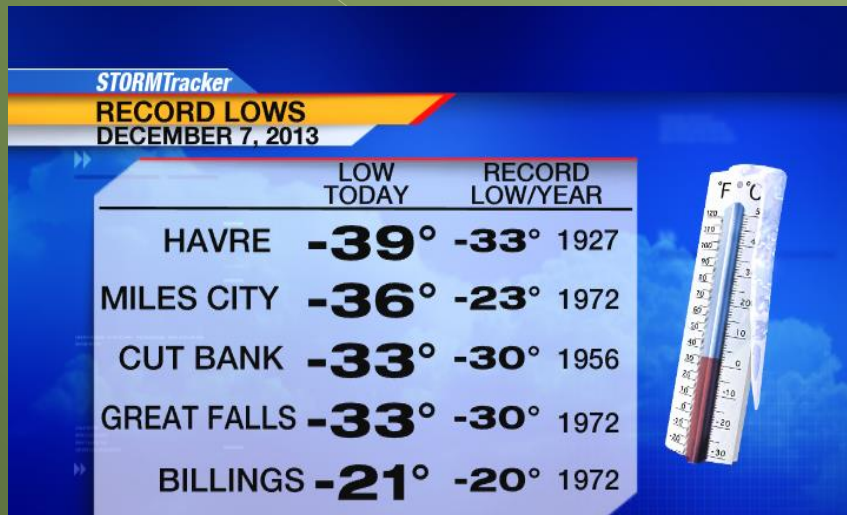 STORMTracker
RECORD LOWS
DECEMBER 7, 2013
LOW TODAY RECORD LOW/YEAR
HAVRE -39° -33° 1927
MILES CITY -36° -23° 1972
CUT BANK -33° -30° 1956
GREAT FALLS -33° -30° 1972
BILLINGS -21° -20° 1972
°F °C